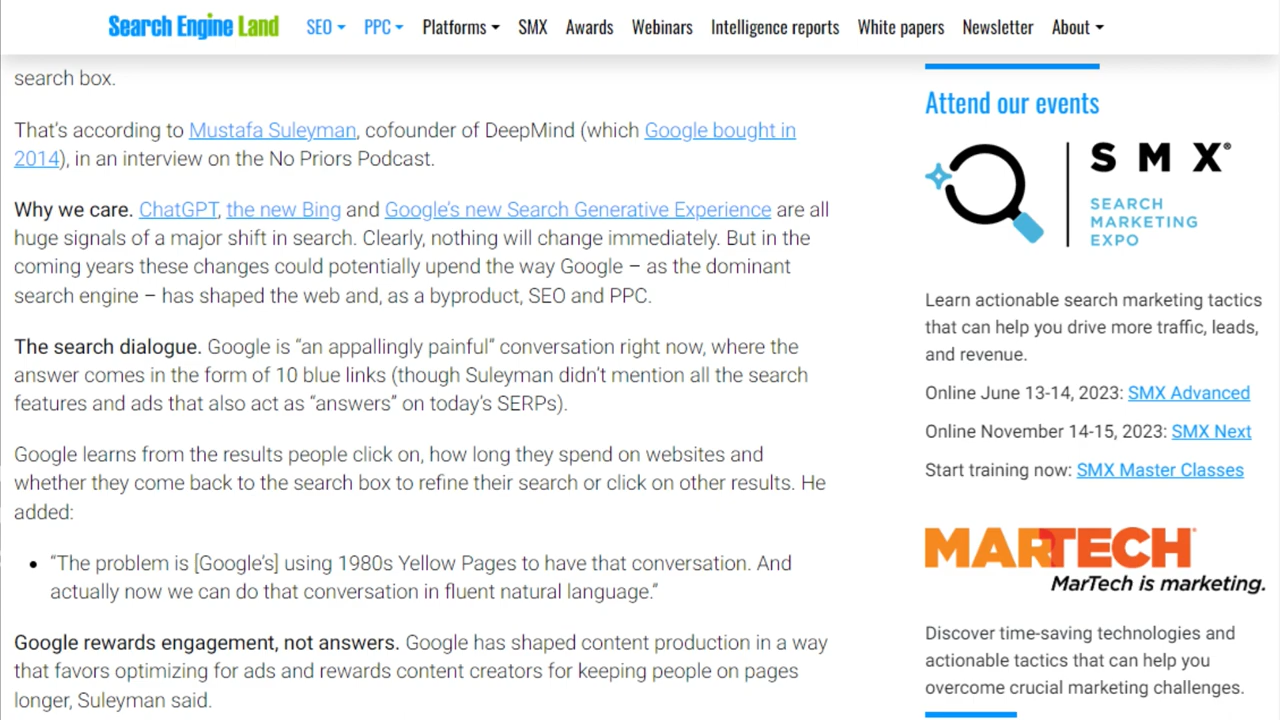 Search Engine Land
SEO
PPC
Platforms
SMX
Awards
Webinars
Intelligence reports
White papers
Newsletter
About
search box.
That's according to Mustafa Suleyman, cofounder of DeepMind (which Google bought in
2014), in an interview on the No Priors Podcast.
Why we care. ChatGPT, the new Bing and Google's new Search Generative Experience are all
huge signals of a major shift in search. Clearly, nothing will change immediately. But in the
coming years these changes could potentially upend the way Google – as the dominant
search engine – has shaped the web and, as a byproduct, SEO and PPC.
The search dialogue. Google is “an appallingly painful” conversation right now, where the
answer comes in the form of 10 blue links (though Suleyman didn't mention all the search
features and ads that also act as “answers” on today's SERPs).
Google learns from the results people click on, how long they spend on websites and
whether they come back to the search box to refine their search or click on other results. He
added:
• “The problem is [Google's] using 1980s Yellow Pages to have that conversation. And
actually now we can do that conversation in fluent natural language.”
Google rewards engagement, not answers. Google has shaped content production in a way
that favors optimizing for ads and rewards content creators for keeping people on pages
longer, Suleyman said.
Attend our events
SMX®
SEARCH
MARKETING
EXPO
Learn actionable search marketing tactics
that can help you drive more traffic, leads,
and revenue.
Online June 13-14, 2023: SMX Advanced
Online November 14-15, 2023: SMX Next
Start training now: SMX Master Classes
MARTECH®
MarTech is marketing.
Discover time-saving technologies and
actionable tactics that can help you
overcome crucial marketing challenges.